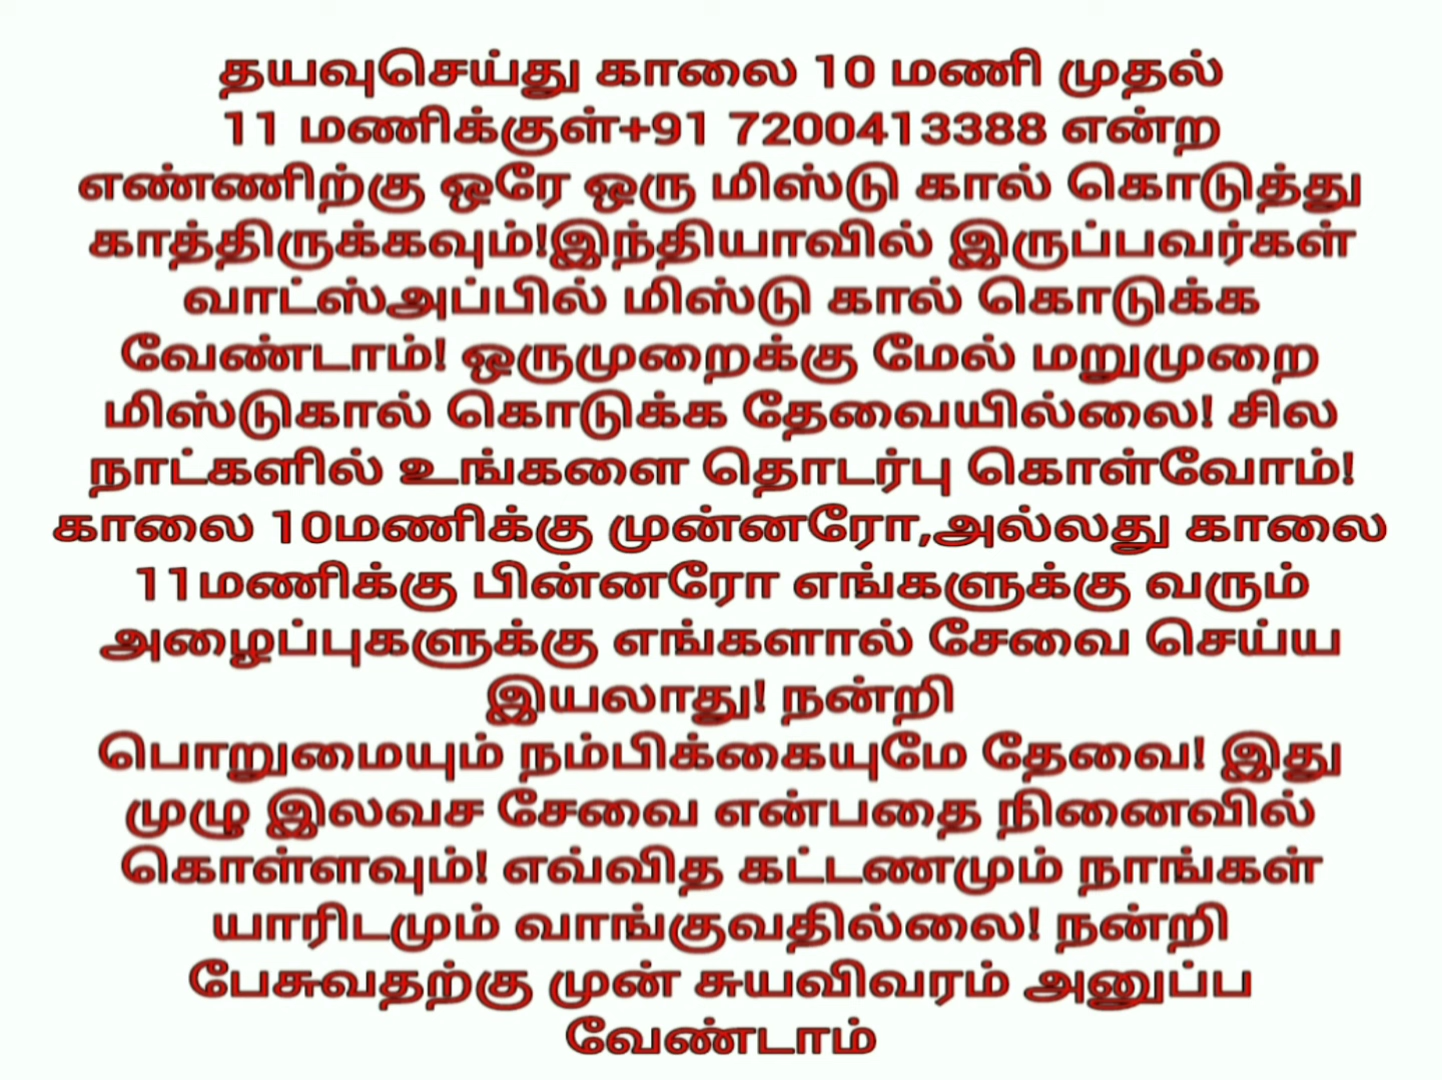 தயவுசெய்து காலை 10 மணி முதல்
11 மணிக்குள்+91 7200413388 என்ற
எண்ணிற்கு ஒரே ஒரு மிஸ்டு கால் கொடுத்து
காத்திருக்கவும்!இந்தியாவில் இருப்பவர்கள்
வாட்ஸ்அப்பில் மிஸ்டு கால் கொடுக்க
வேண்டாம்! ஒருமுறைக்கு மேல் மறுமுறை
மிஸ்டுகால் கொடுக்க தேவையில்லை! சில
நாட்களில் உங்களை தொடர்பு கொள்வோம்!
காலை 10மணிக்கு முன்னரோ,அல்லது காலை
11மணிக்கு பின்னரோ எங்களுக்கு வரும்
அழைப்புகளுக்கு எங்களால் சேவை செய்ய
இயலாது! நன்றி
பொறுமையும் நம்பிக்கையுமே தேவை! இது
முழு இலவச சேவை என்பதை நினைவில்
கொள்ளவும்! எவ்வித கட்டணமும் நாங்கள்
யாரிடமும் வாங்குவதில்லை! நன்றி
பேசுவதற்கு முன் சுயவிவரம் அனுப்ப
வேண்டாம்